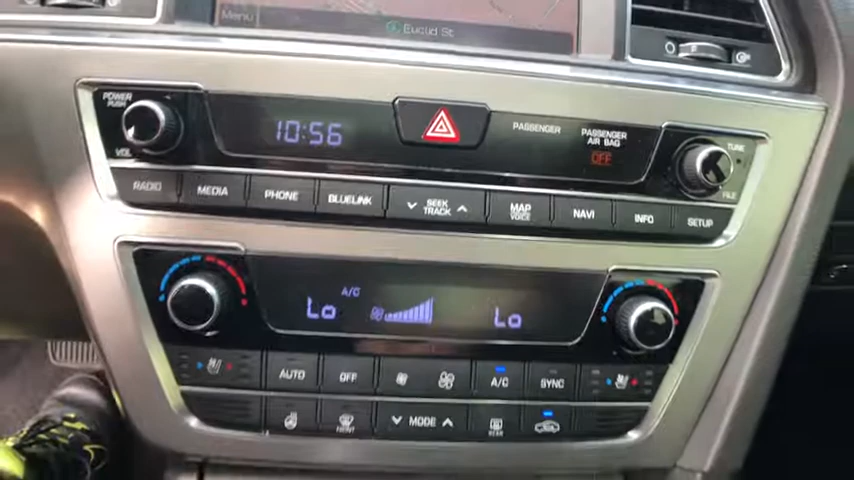 Menu
Euclid St
POWER
PUSH
VOL
10:56
PASSENGER
PASSENGER
AIR BAG
OFF
TUNE
FILE
RADIO
MEDIA
PHONE
BLUELINK
SEEK
TRACK
MAP
VOICE
NAVI
INFO
SETUP
A/C
Lo
Lo
AUTO
OFF
A/C
SYNC
FRONT
MODE
REAR